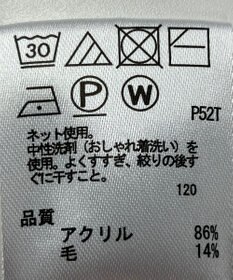 30
P W
P52T
ネット使用。
中性洗剤（おしゃれ着洗い）を
使用。よくすすぎ、絞りの後す
ぐに干すこと。
120
品質
アクリル 86%
毛 14%